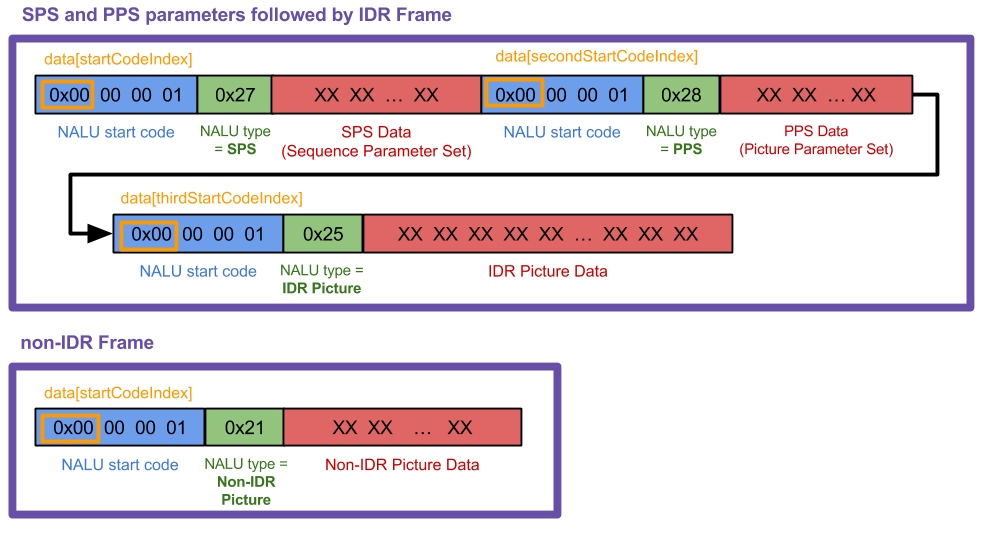 SPS and PPS parameters followed by IDR Frame
data[startCodeIndex]
data[secondStartCodeIndex]
0x00 00 00 01 0x27 XX XX … XX 0x00 00 00 01 0x28 XX XX … XX
NALU start code
NALU type
= SPS
SPS Data
(Sequence Parameter Set)
NALU start code
NALU type
= PPS
PPS Data
(Picture Parameter Set)
data[thirdStartCodeIndex]
0x00 00 00 01 0x25 XX XX XX XX XX … XX XX XX
NALU start code
NALU type =
IDR Picture
IDR Picture Data
non-IDR Frame
data[startCodeIndex]
0x00 00 00 01 0x21 XX XX … XX
NALU start code
NALU type =
Non-IDR
Picture
Non-IDR Picture Data